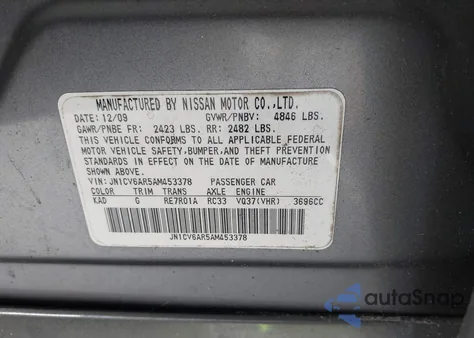 MANUFACTURED BY NISSAN MOTOR CO.,LTD.
DATE: 12/09 GVWR/PNBV: 4846 LBS.
GAWR/PNBE FR: 2423 LBS. RR: 2482 LBS.
THIS VEHICLE CONFORMS TO ALL APPLICABLE FEDERAL
MOTOR VEHICLE SAFETY, BUMPER, AND THEFT PREVENTION
STANDARDS IN EFFECT ON THE DATE OF MANUFACTURE
SHOWN ABOVE.
VIN: JN1CV6AR5AM453378 PASSENGER CAR
COLOR TRIM TRANS AXLE ENGINE
KAD G RE7R01A RC33 VQ37(VHR) 3696CC
JN1CV6AR5AM453378
autoSnap